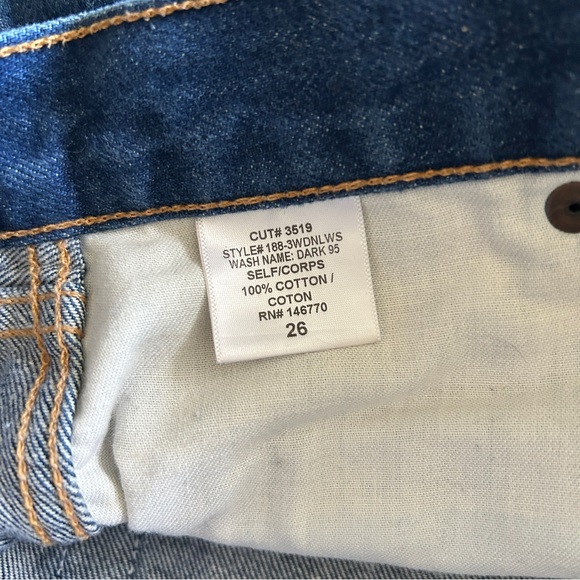 CUT# 3519
STYLE# 188-3WDNLWS
WASH NAME: DARK 95
SELF/CORPS
100% COTTON /
COTON
RN# 146770
26